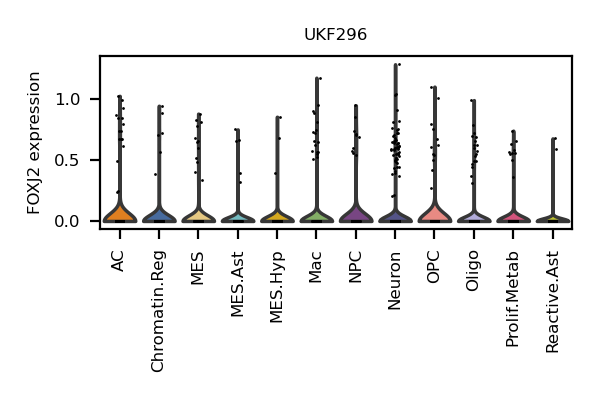 UKF296
FOXJ2 expression
1.0
0.5
0.0
AC
Chromatin.Reg
MES
MES.Ast
MES.Hyp
Mac
NPC
Neuron
OPC
Oligo
Prolif.Metab
Reactive.Ast